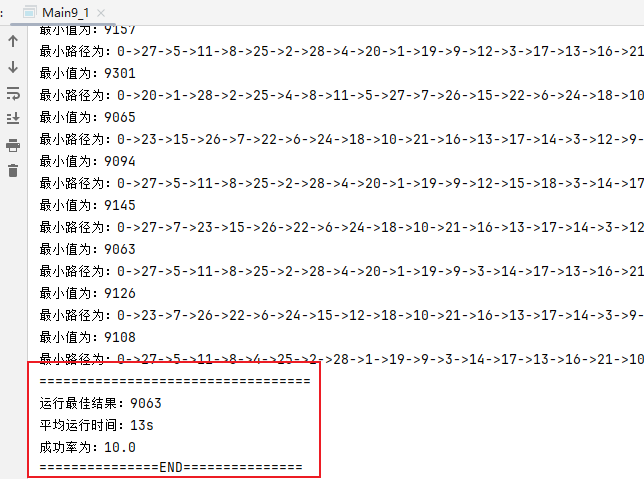 : Main9_1 ×
最小值为：9157
最小路径为：0->27->5->11->8->25->2->28->4->20->1->19->9->12->3->17->13->16->21
最小值为：9301
最小路径为：0->20->1->28->2->25->4->8->11->5->27->7->26->15->22->6->24->18->10
最小值为：9065
最小路径为：0->23->15->26->7->22->6->24->18->10->21->16->13->17->14->3->12->9-
最小值为：9094
最小路径为：0->27->5->11->8->25->2->28->4->20->1->19->9->12->15->18->3->14->17
最小值为：9145
最小路径为：0->27->7->23->15->26->22->6->24->18->10->21->16->13->17->14->3->12
最小值为：9063
最小路径为：0->27->5->11->8->25->2->28->4->20->1->19->9->3->14->17->13->16->21
最小值为：9126
最小路径为：0->23->7->26->22->6->24->15->12->18->10->21->16->13->17->14->3->9-
最小值为：9108
最小路径为：0->27->5->11->8->4->25->2->28->1->19->9->3->14->17->13->16->21->10
==================================
运行最佳结果：9063
平均运行时间：13s
成功率为：10.0
===============END===============